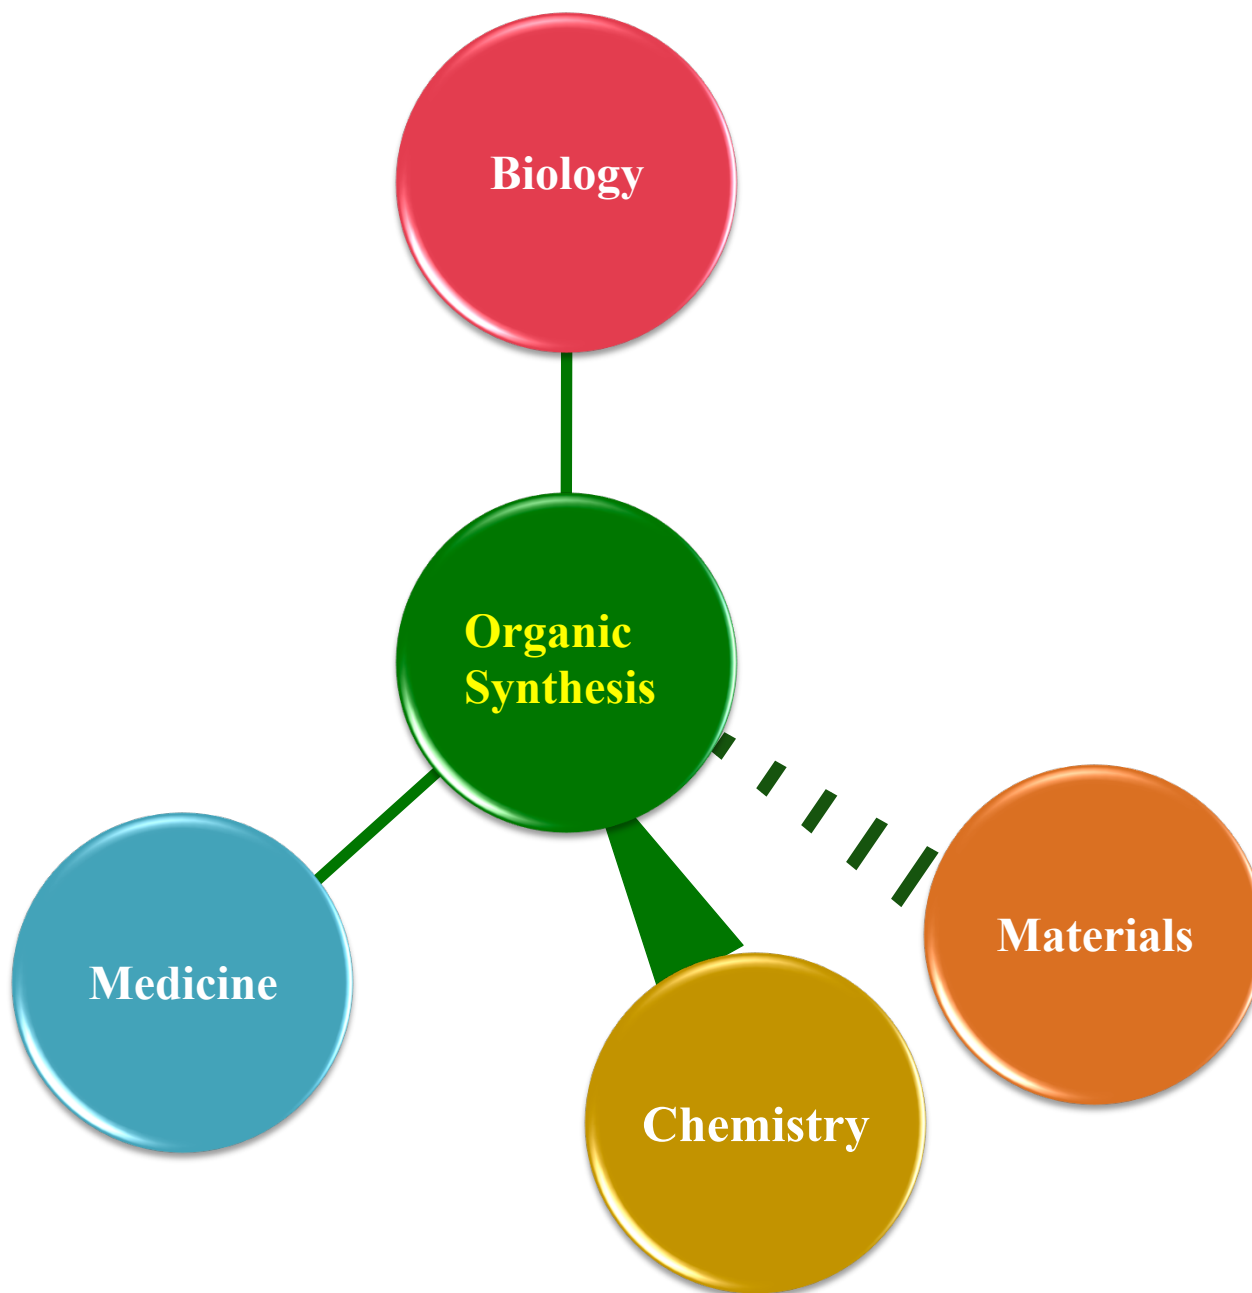 Biology
Organic
Synthesis
Materials
Medicine
Chemistry